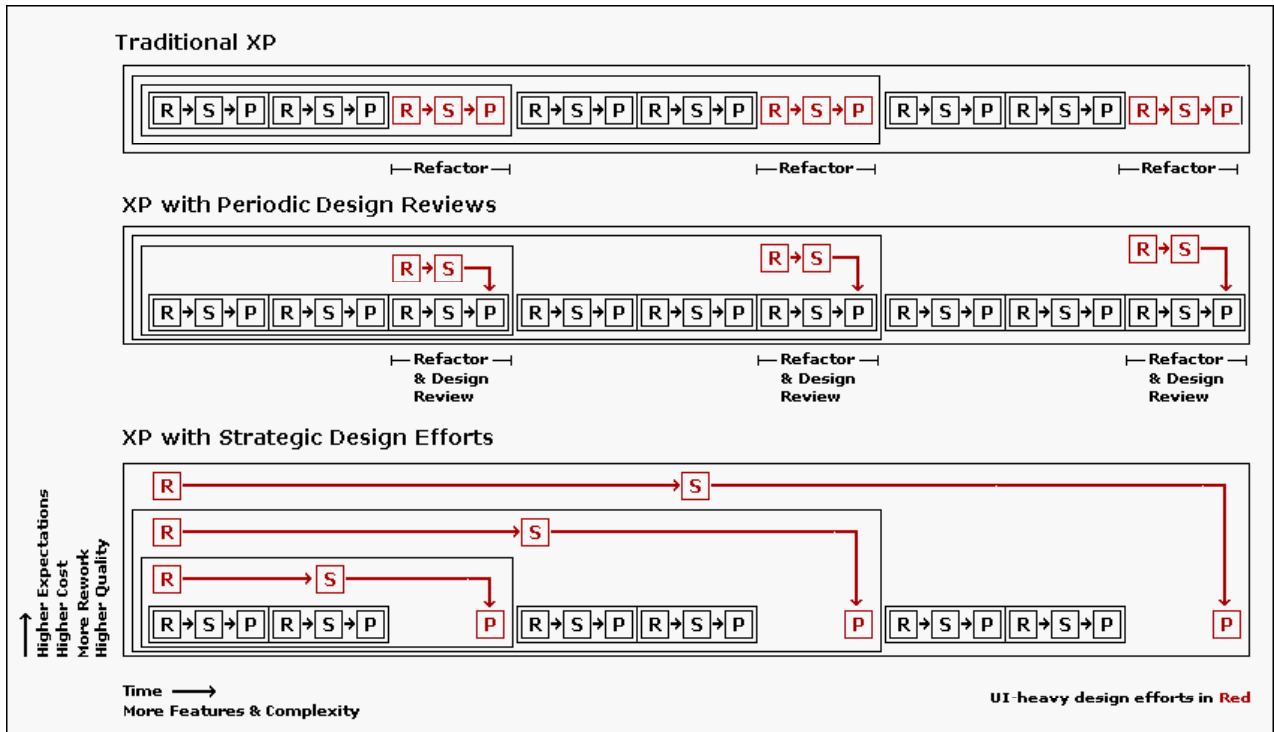 Traditional XP
R S P R S P R S P R S P R S P R S P R S P R S P R S P
Refactor Refactor Refactor
XP with Periodic Design Reviews
R S R S R S
R S P R S P R S P R S P R S P R S P R S P R S P R S P
Refactor Refactor Refactor
& Design & Design & Design
Review Review Review
XP with Strategic Design Efforts
R S
R S
R S
R S P R S P P R S P R S P P R S P R S P P
Higher Expectations
Higher Cost
More Rework
Higher Quality
Time
More Features & Complexity
UI-heavy design efforts in Red